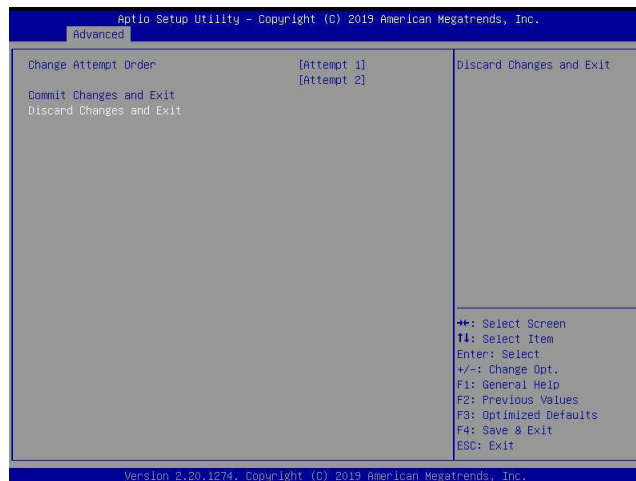 Aptio Setup Utility – Copyright (C) 2019 American Megatrends, Inc.
Advanced
Change Attempt Order [Attempt 1]
[Attempt 2]
Commit Changes and Exit
Discard Changes and Exit
Discard Changes and Exit
→←: Select Screen
↑↓: Select Item
Enter: Select
+/-: Change Opt.
F1: General Help
F2: Previous Values
F3: Optimized Defaults
F4: Save & Exit
ESC: Exit
Version 2.20.1274. Copyright (C) 2019 American Megatrends, Inc.